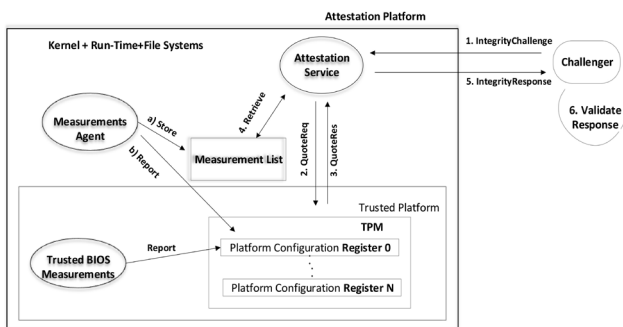 Attestation Platform
Kernel + Run-Time+File Systems
1. IntegrityChallenge
Attestation
Service
Challenger
5. IntegrityResponse
6. Validate
Response
Measurements
Agent
a) Store
4. Retrieve
b) Report
Measurement List
2. QuoteReq
3. QuoteRes
Trusted Platform
TPM
Trusted BIOS
Measurements
Report
Platform Configuration Register 0
Platform Configuration Register N